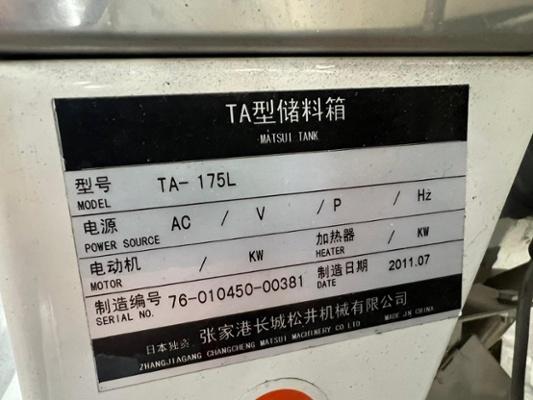 TA型储料箱
MATSUI TANK
型号 TA- 175L
MODEL
电源 AC / V / P / Hz
POWER SOURCE
电动机 / KW 加热器 / KW
MOTOR HEATER
制造编号 76-010450-00381 制造日期 2011.07
SERIAL NO. DATE
日本独资 张家港长城松井机械有限公司
ZHANGJIAGANG CHANGCHENG MATSUI MACHINERY CO LTD MADE IN CHINA